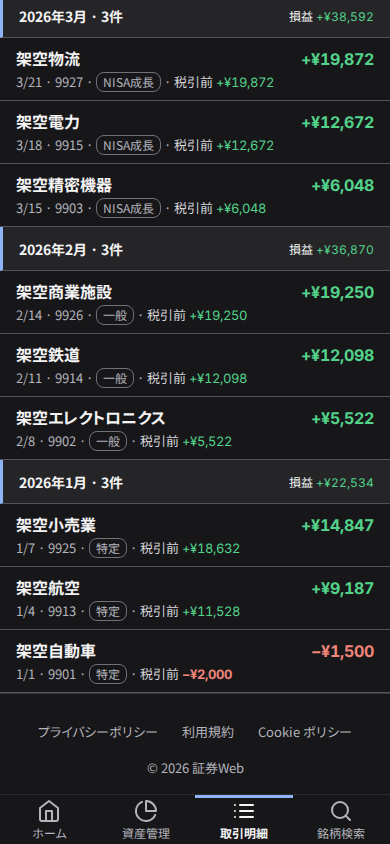 2026年3月・3件 損益 +¥38,592
架空物流 +¥19,872
3/21 · 9927 · NISA成長 · 税引前 +¥19,872
架空電力 +¥12,672
3/18 · 9915 · NISA成長 · 税引前 +¥12,672
架空精密機器 +¥6,048
3/15 · 9903 · NISA成長 · 税引前 +¥6,048
2026年2月・3件 損益 +¥36,870
架空商業施設 +¥19,250
2/14 · 9926 · 一般 · 税引前 +¥19,250
架空鉄道 +¥12,098
2/11 · 9914 · 一般 · 税引前 +¥12,098
架空エレクトロニクス +¥5,522
2/8 · 9902 · 一般 · 税引前 +¥5,522
2026年1月・3件 損益 +¥22,534
架空小売業 +¥14,847
1/7 · 9925 · 特定 · 税引前 +¥18,632
架空航空 +¥9,187
1/4 · 9913 · 特定 · 税引前 +¥11,528
架空自動車 −¥1,500
1/1 · 9901 · 特定 · 税引前 −¥2,000
プライバシーポリシー 利用規約 Cookie ポリシー
© 2026 証券Web
ホーム 資産管理 取引明細 銘柄検索